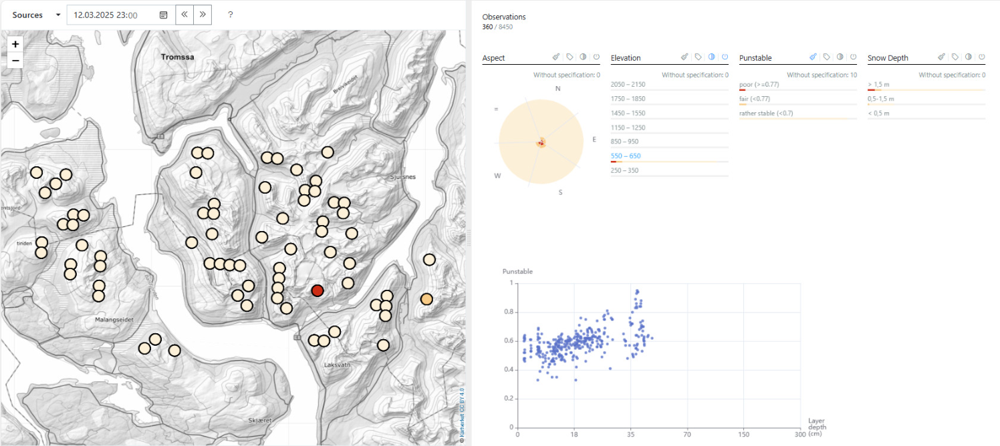 Sources
12.03.2025 23:00
?
+
−
Tromssa
Breivikeidet
Sjursnes
entsjord
tinden
Malangseidet
Laksvatn
Skjæret
© Kartverket CC BY 4.0
Observations
360 / 8450
Aspect
Without specification: 0
N
=
E
W
S
Elevation
Without specification: 0
2050 – 2150
1750 – 1850
1450 – 1550
1150 – 1250
850 – 950
550 – 650
250 – 350
Punstable
Without specification: 10
poor (>=0.77)
fair (<0.77)
rather stable (<0.7)
Snow Depth
Without specification: 0
> 1,5 m
0,5-1,5 m
< 0,5 m
Punstable
1
0.8
0.6
0.4
0.2
0
0 18 35 70 150 300
Layer
depth
(cm)